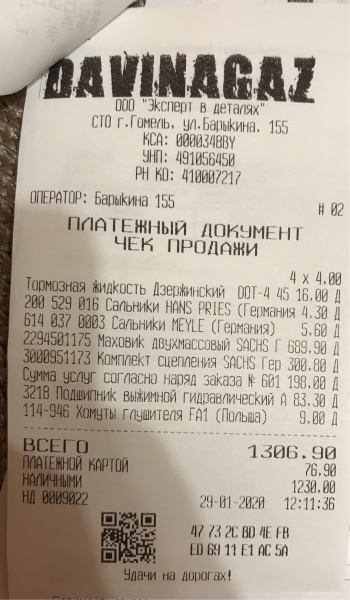 DAVINAGAZ
ООО "Эксперт в деталях"
СТО г.Гомель, ул.Барыкина, 155
КСА: 0000348BY
УНП: 491056450
РН КО: 410007217
ОПЕРАТОР: Барыкина 155
# 02
ПЛАТЕЖНЫЙ ДОКУМЕНТ
ЧЕК ПРОДАЖИ
4 x 4,00
Тормозная жидкость Дзержинский DOT-4 45 16,00 Д
200 529 016 Сальники HANS PRIES (Германия 4.30 Д
614 037 0003 Сальники MEYLE (Германия) 5,60 Д
2294501175 Маховик двухмассовый SACHS Г 689,90 Д
3000951173 Комплект сцепления SACHS Гер 300.80 Д
Сумма услуг согласно наряд заказа № 601 198.00 Д
3218 Подшипник выжимной гидравлический А 83.30 Д
114-946 Хомуты глушителя FA1 (Польша) 9,00 Д
ВСЕГО 1306.90
ПЛАТЕЖНОЙ КАРТОЙ 76,90
НАЛИЧНЫМИ 1230.00
НД 0009022 29-01-2020 12:11:36
47 73 2C BD 4E FB
ED 69 11 E1 AC 5A
Удачи на дорогах!